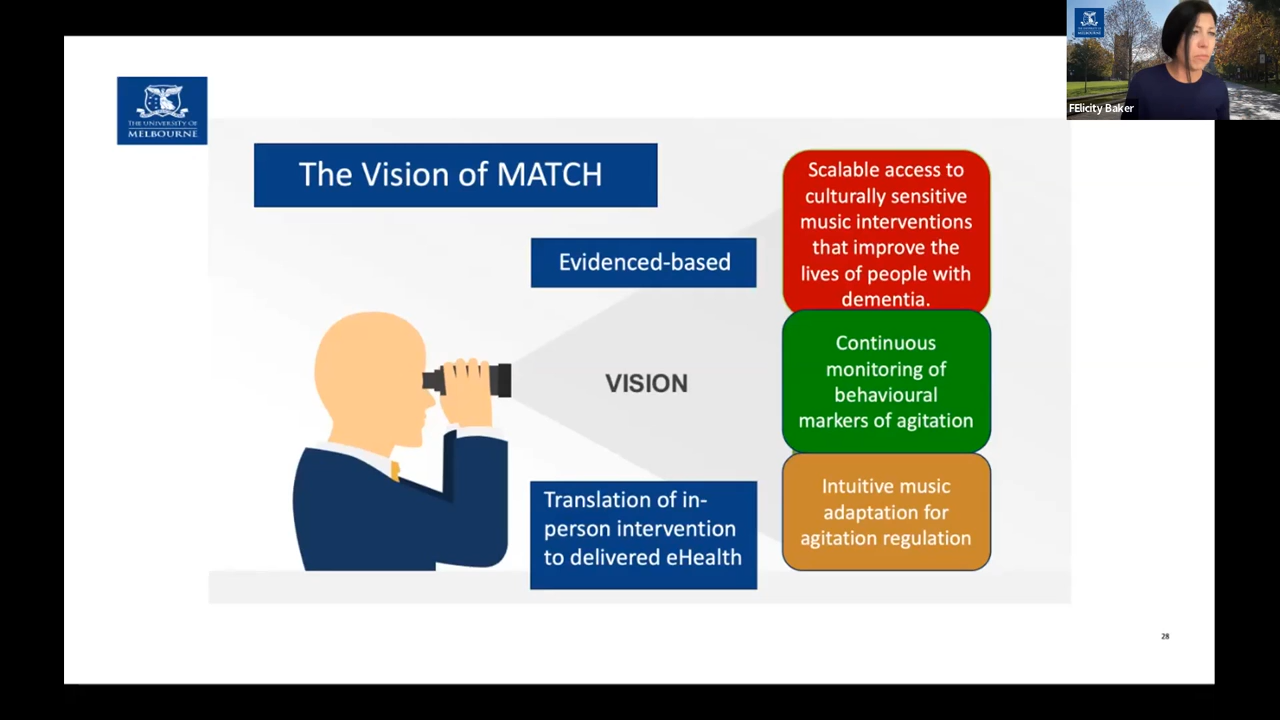 THE UNIVERSITY OF
MELBOURNE
The Vision of MATCH
Evidenced-based
VISION
Translation of in-
person intervention
to delivered eHealth
Scalable access to
culturally sensitive
music interventions
that improve the
lives of people with
dementia.
Continuous
monitoring of
behavioural
markers of agitation
Intuitive music
adaptation for
agitation regulation
28
MELBOURNE
FElicity Baker